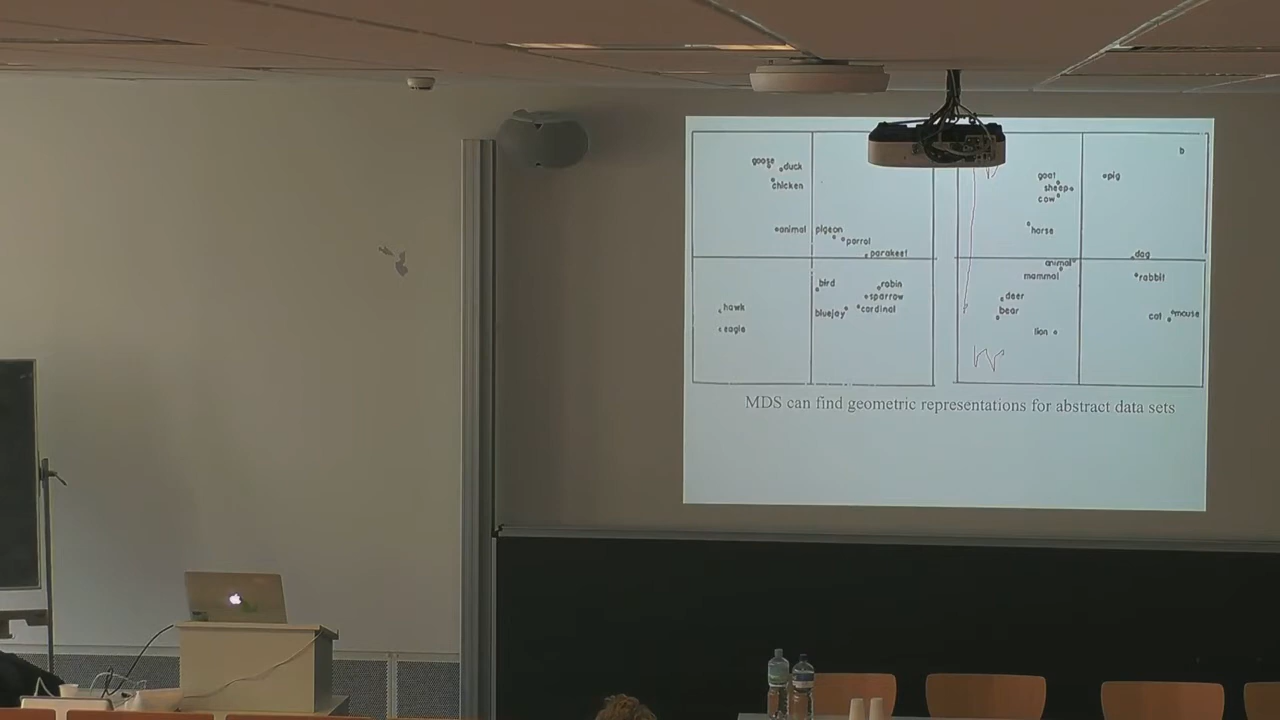 goose
duck
chicken
animal
pigeon
parrot
parakeet
bird
robin
sparrow
bluejay
cardinal
hawk
eagle
b
goat
pig
sheep
cow
horse
dog
animal
mammal
rabbit
deer
bear
cat
mouse
lion
MDS can find geometric representations for abstract data sets